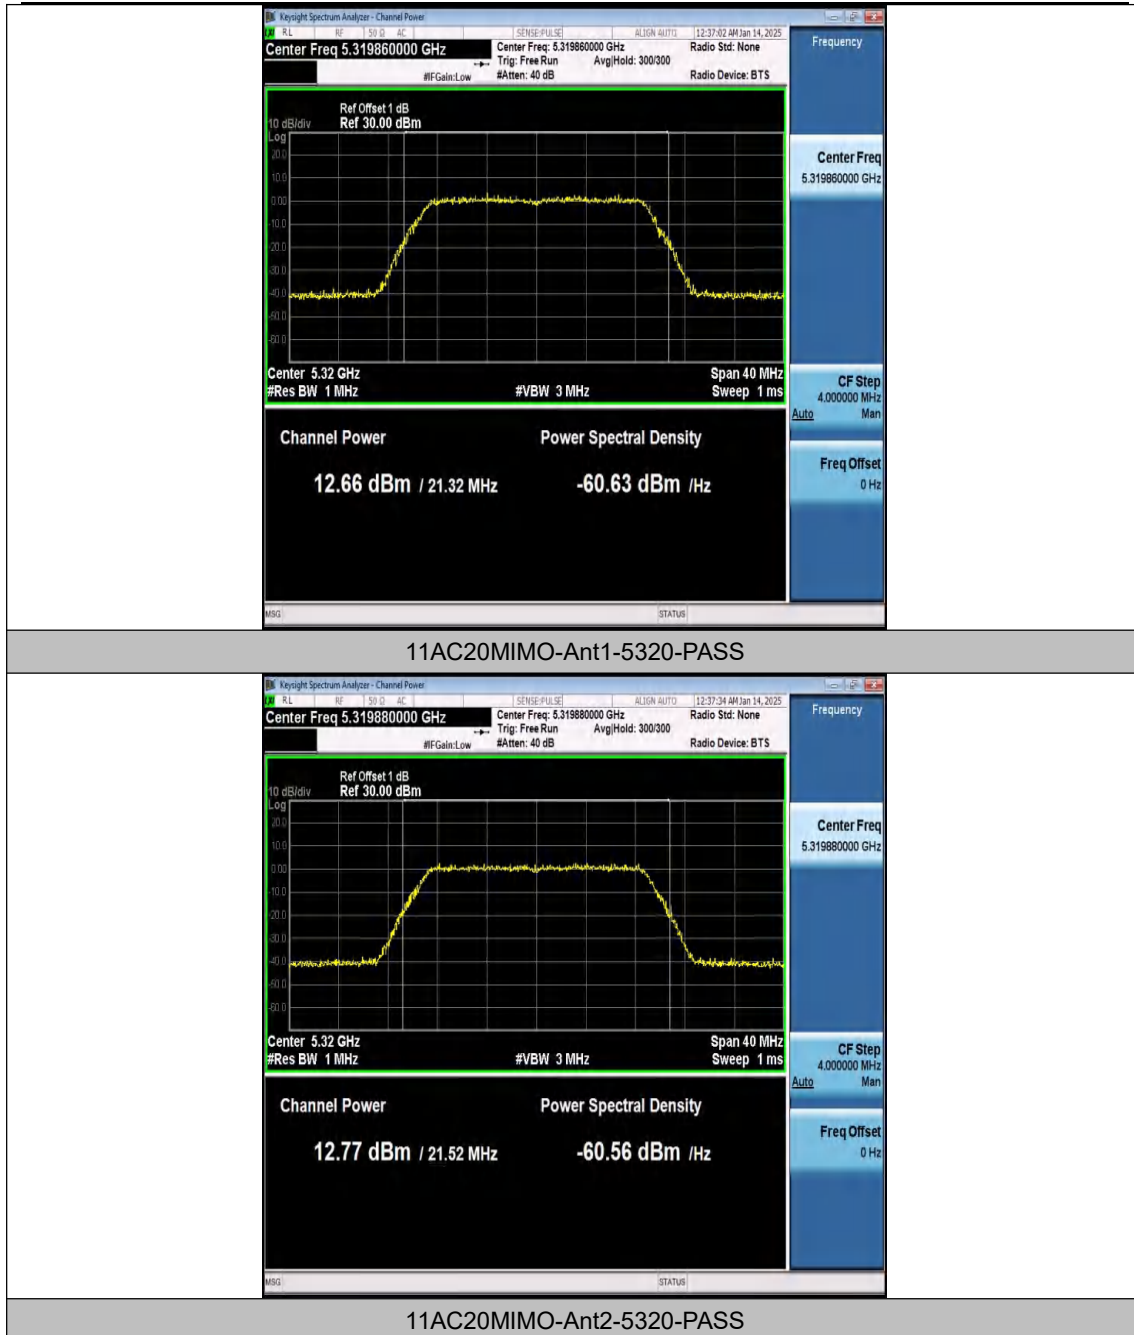 Keysight Spectrum Analyzer - Channel Power
RL RF 50 Ω AC SENSE:PULSE ALIGN AUTO 12:37:02 AM Jan 14, 2025
Center Freq 5.319860000 GHz
Center Freq: 5.319860000 GHz Radio Std: None
Trig: Free Run Avg|Hold: 300/300
#IFGain:Low #Atten: 40 dB Radio Device: BTS
Frequency
Ref Offset 1 dB
10 dB/div Ref 30.00 dBm
Log
20.0
10.0
0.00
-10.0
-20.0
-30.0
-40.0
-50.0
-60.0
Center 5.32 GHz Span 40 MHz
#Res BW 1 MHz #VBW 3 MHz Sweep 1 ms
Channel Power Power Spectral Density
12.66 dBm / 21.32 MHz -60.63 dBm /Hz
Center Freq
5.319860000 GHz
CF Step
4.000000 MHz
Auto Man
Freq Offset
0 Hz
MSG STATUS
11AC20MIMO-Ant1-5320-PASS
Keysight Spectrum Analyzer - Channel Power
RL RF 50 Ω AC SENSE:PULSE ALIGN AUTO 12:37:34 AM Jan 14, 2025
Center Freq 5.319880000 GHz
Center Freq: 5.319880000 GHz Radio Std: None
Trig: Free Run Avg|Hold: 300/300
#IFGain:Low #Atten: 40 dB Radio Device: BTS
Frequency
Ref Offset 1 dB
10 dB/div Ref 30.00 dBm
Log
20.0
10.0
0.00
-10.0
-20.0
-30.0
-40.0
-50.0
-60.0
Center 5.32 GHz Span 40 MHz
#Res BW 1 MHz #VBW 3 MHz Sweep 1 ms
Channel Power Power Spectral Density
12.77 dBm / 21.52 MHz -60.56 dBm /Hz
Center Freq
5.319880000 GHz
CF Step
4.000000 MHz
Auto Man
Freq Offset
0 Hz
MSG STATUS
11AC20MIMO-Ant2-5320-PASS